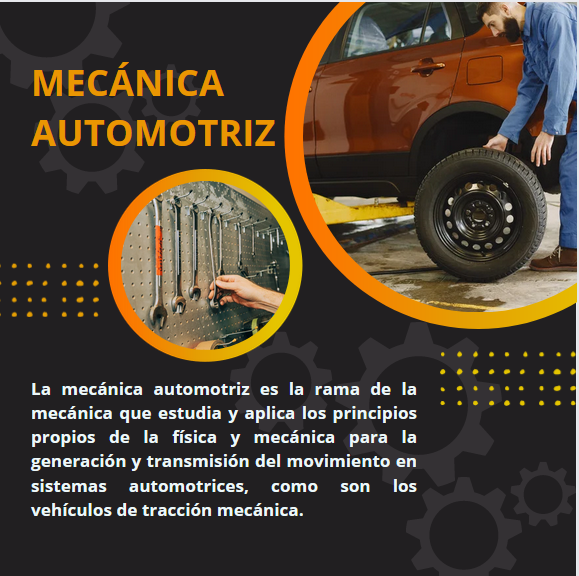 MECÁNICA
AUTOMOTRIZ
La mecánica automotriz es la rama de la
mecánica que estudia y aplica los principios
propios de la física y mecánica para la
generación y transmisión del movimiento en
sistemas automotrices, como son los
vehículos de tracción mecánica.